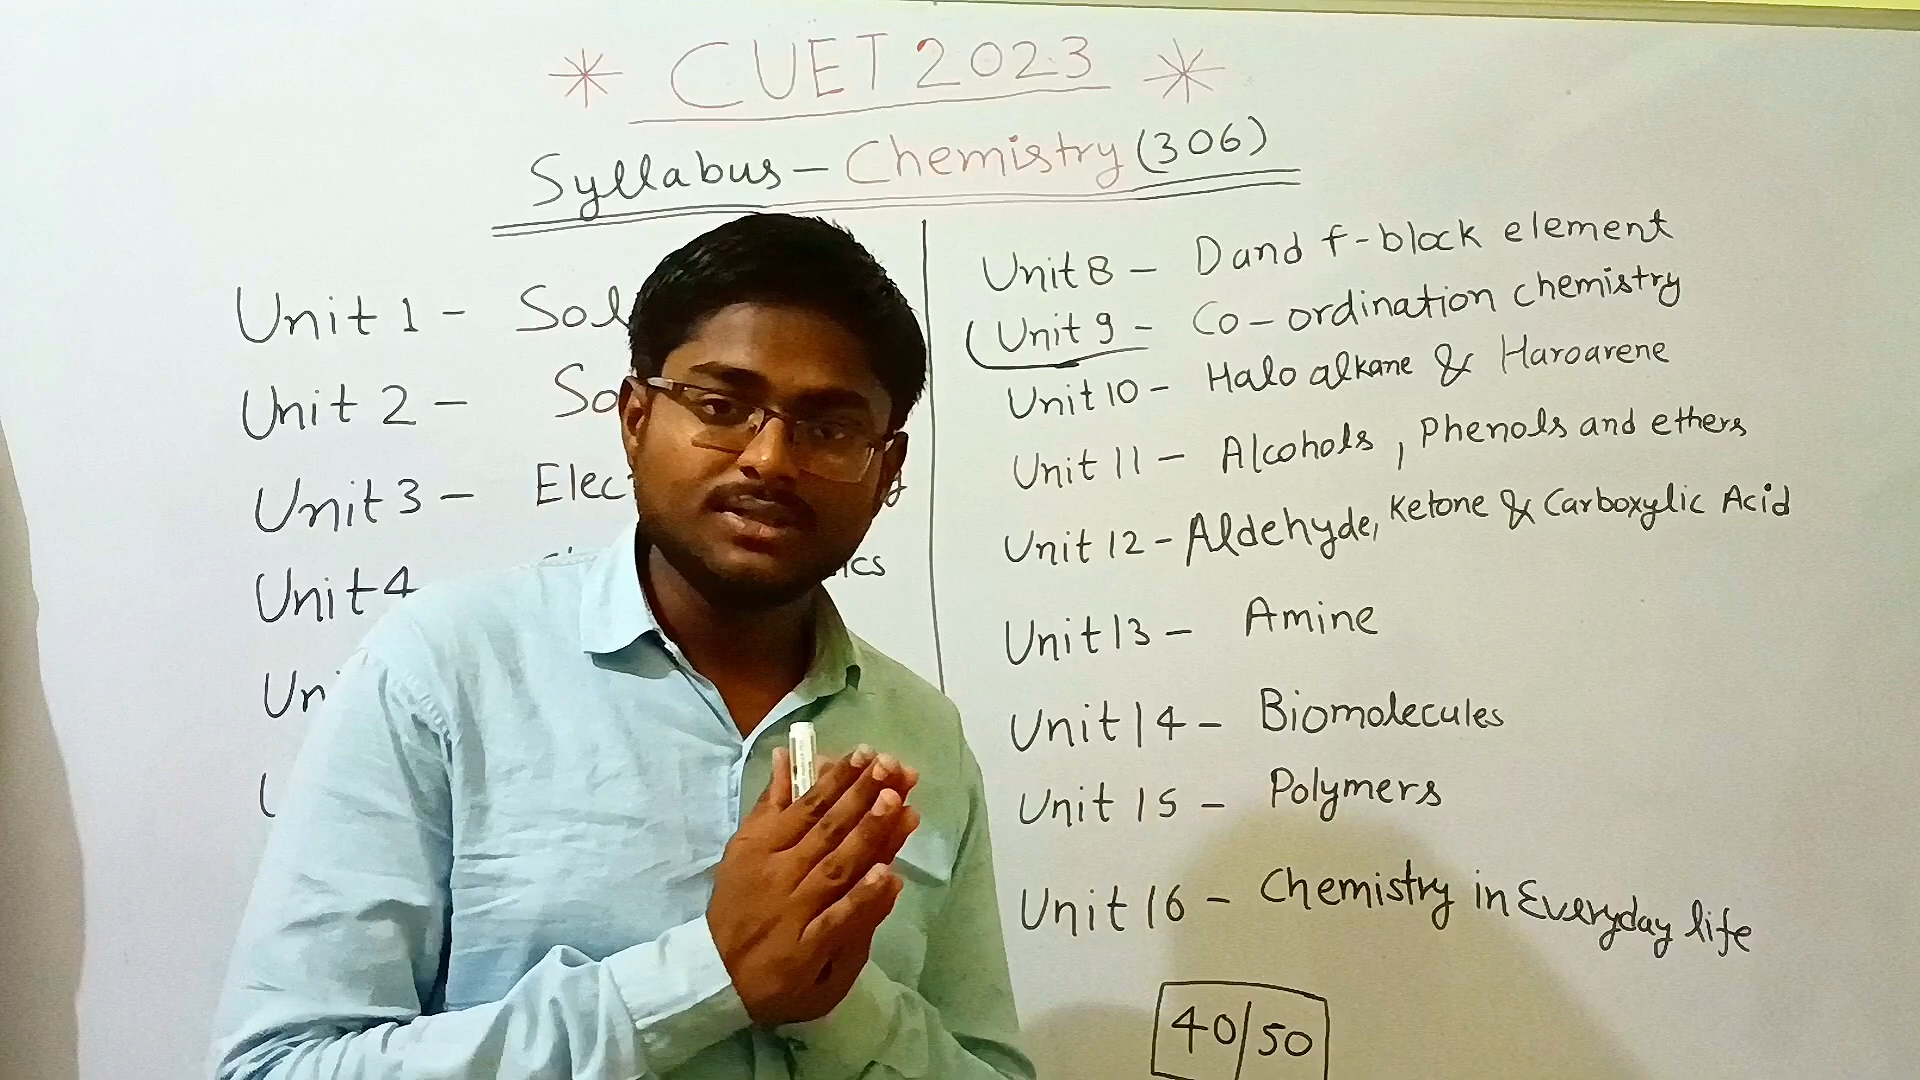 CUET 2023
Syllabus - Chemistry (306)
Unit 1 -
Unit 2 -
Unit 3 -
Unit 4
Unit 8 - D and f-block element
Unit 9 - Co-ordination chemistry
Unit 10 - Halo alkane & Haroarene
Unit 11 - Alcohols, Phenols and ethers
Unit 12 - Aldehyde, Ketone & Carboxylic Acid
Unit 13 - Amine
Unit 14 - Biomolecules
Unit 15 - Polymers
Unit 16 - Chemistry in Everyday life
40/50